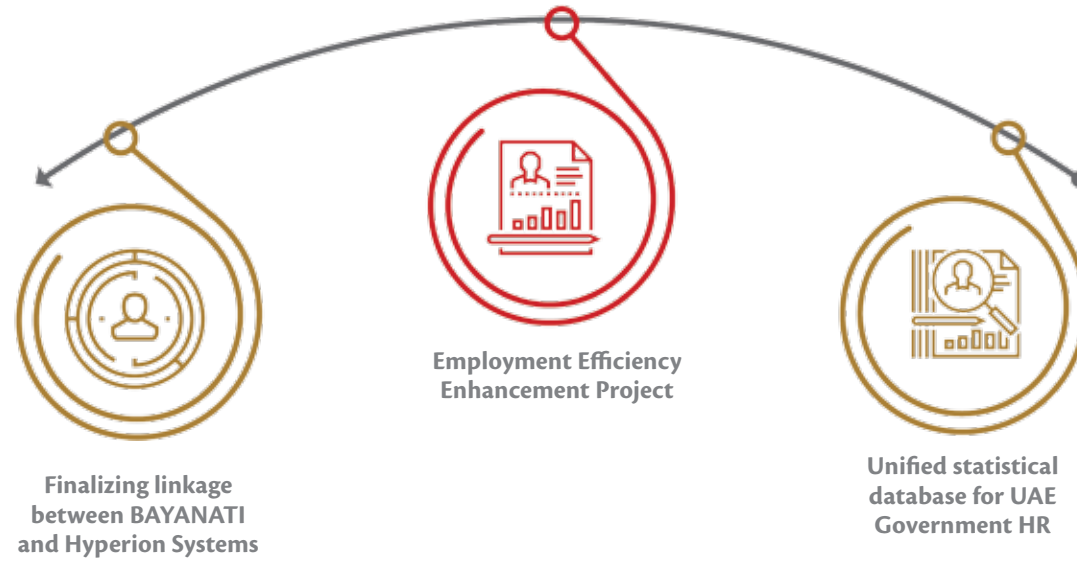 Employment Efficiency
Enhancement Project
Finalizing linkage
between BAYANATI
and Hyperion Systems
Unified statistical
database for UAE
Government HR